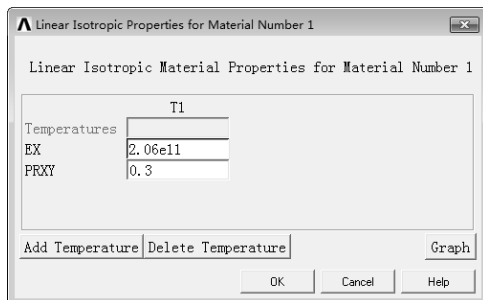 Linear Isotropic Properties for Material Number 1
Linear Isotropic Material Properties for Material Number 1
T1
Temperatures
EX 2.06e11
PRXY 0.3
Add Temperature Delete Temperature Graph
OK Cancel Help